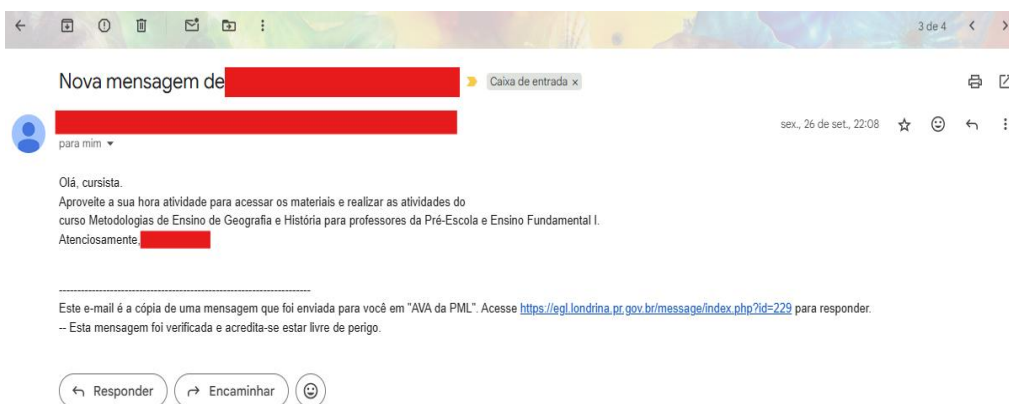 3 de 4
Nova mensagem de
Caixa de entrada x
sex., 26 de set., 22:08
para mim
Olá, cursista.
Aproveite a sua hora atividade para acessar os materiais e realizar as atividades do
curso Metodologias de Ensino de Geografia e História para professores da Pré-Escola e Ensino Fundamental I.
Atenciosamente,
----------------------------------------------------------------------
Este e-mail é a cópia de uma mensagem que foi enviada para você em "AVA da PML". Acesse https://egl.londrina.pr.gov.br/message/index.php?id=229 para responder.
-- Esta mensagem foi verificada e acredita-se estar livre de perigo.
Responder
Encaminhar